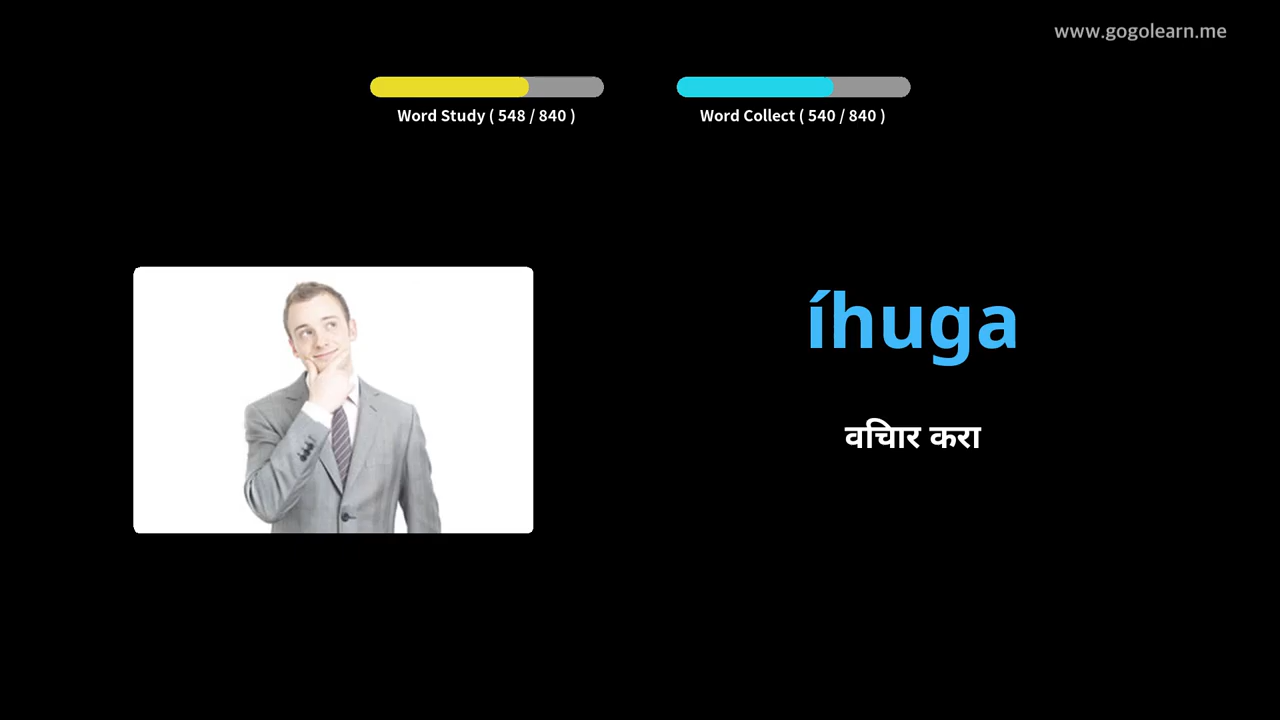 www.gogolearn.me
Word Study ( 548 / 840 )
Word Collect ( 540 / 840 )
íhuga
विचार करा